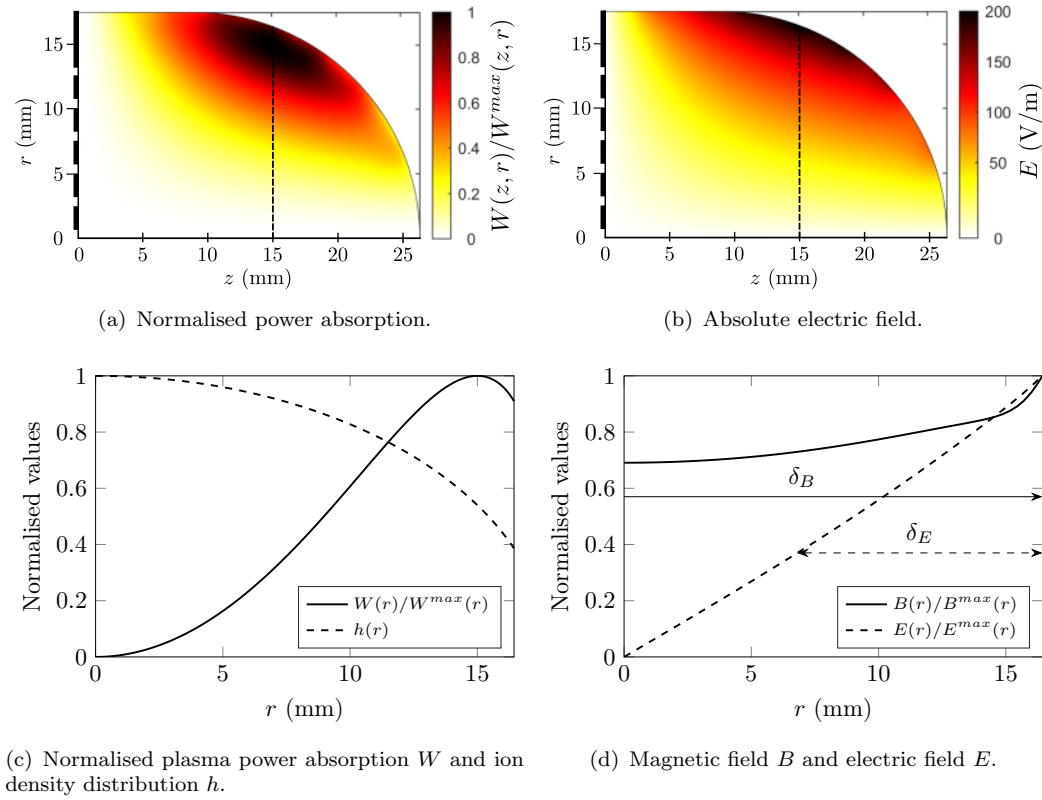 15
10
5
0
r (mm)
0 5 10 15 20 25
z (mm)
1
0.8
0.6
0.4
0.2
0
W(z, r)/W^{max}(z, r)
(a) Normalised power absorption.
15
10
5
0
r (mm)
0 5 10 15 20 25
z (mm)
200
150
100
50
0
E (V/m)
(b) Absolute electric field.
1
0.8
0.6
0.4
0.2
0
Normalised values
W(r)/W^{max}(r)
h(r)
0 5 10 15
r (mm)
(c) Normalised plasma power absorption W and ion
density distribution h.
1
0.8
0.6
0.4
0.2
0
Normalised values
δ_B
δ_E
B(r)/B^{max}(r)
E(r)/E^{max}(r)
0 5 10 15
r (mm)
(d) Magnetic field B and electric field E.